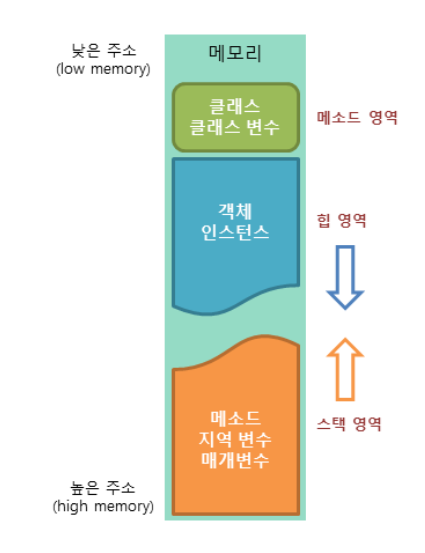 낮은 주소
(low memory)
메모리
클래스
클래스 변수
메소드 영역
객체
인스턴스
힙 영역
메소드
지역 변수
매개변수
스택 영역
높은 주소
(high memory)